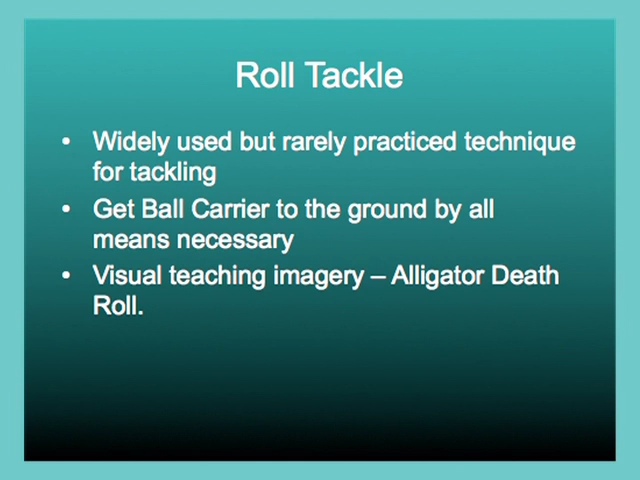 Roll Tackle
• Widely used but rarely practiced technique
for tackling
• Get Ball Carrier to the ground by all
means necessary
• Visual teaching imagery – Alligator Death
Roll.